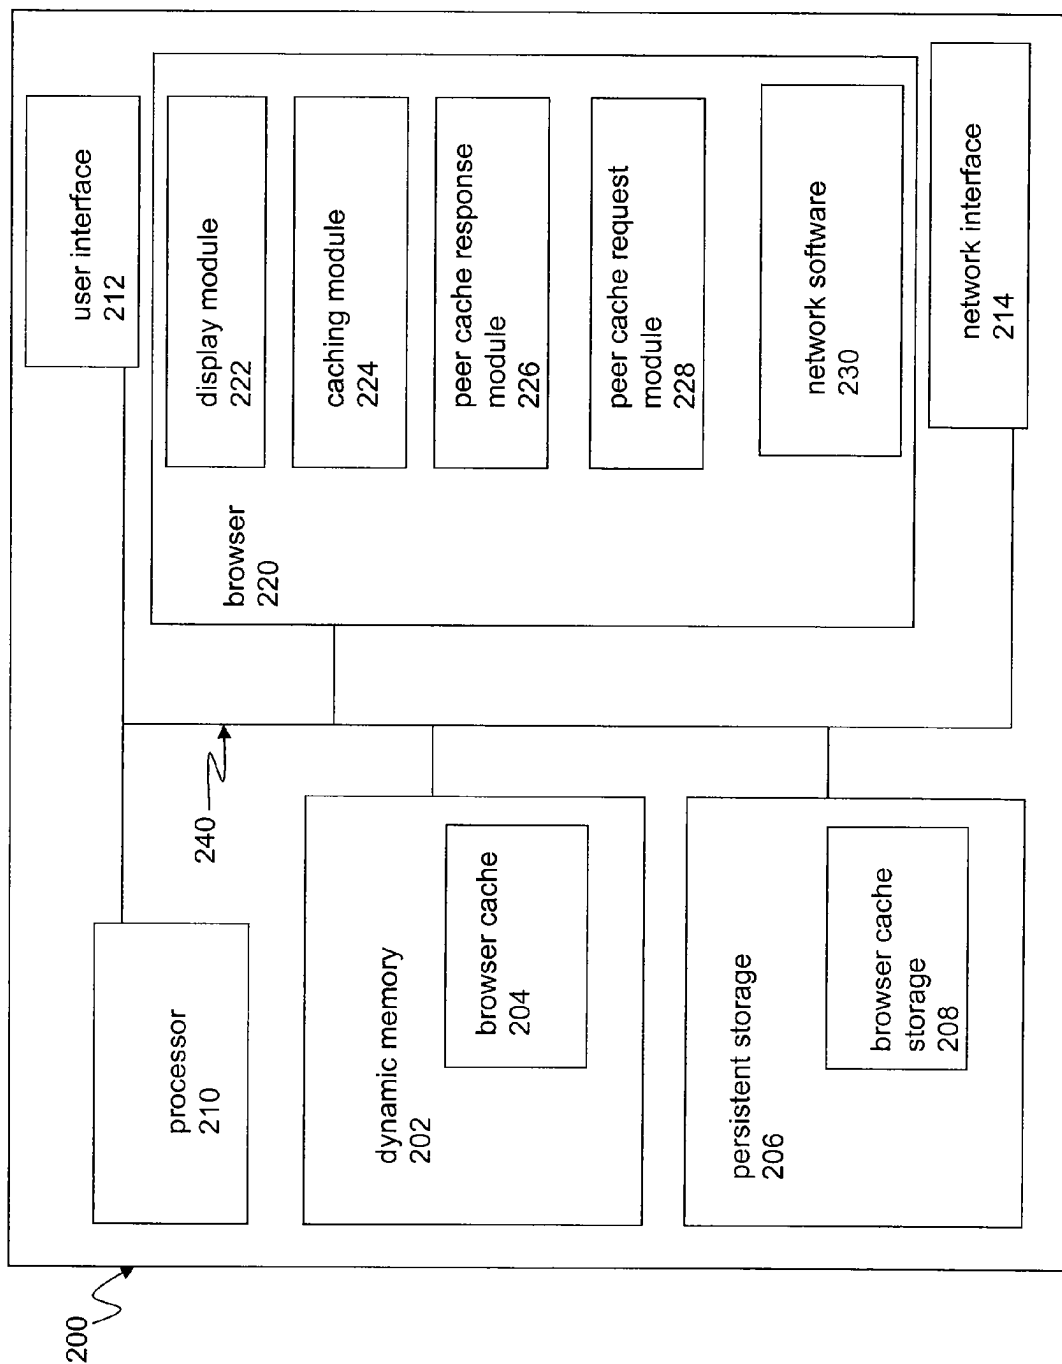 200
processor
210
240
user interface
212
dynamic memory
202
browser cache
204
persistent storage
206
browser cache
storage
208
browser
220
display module
222
caching module
224
peer cache response
module
226
peer cache request
module
228
network software
230
network interface
214